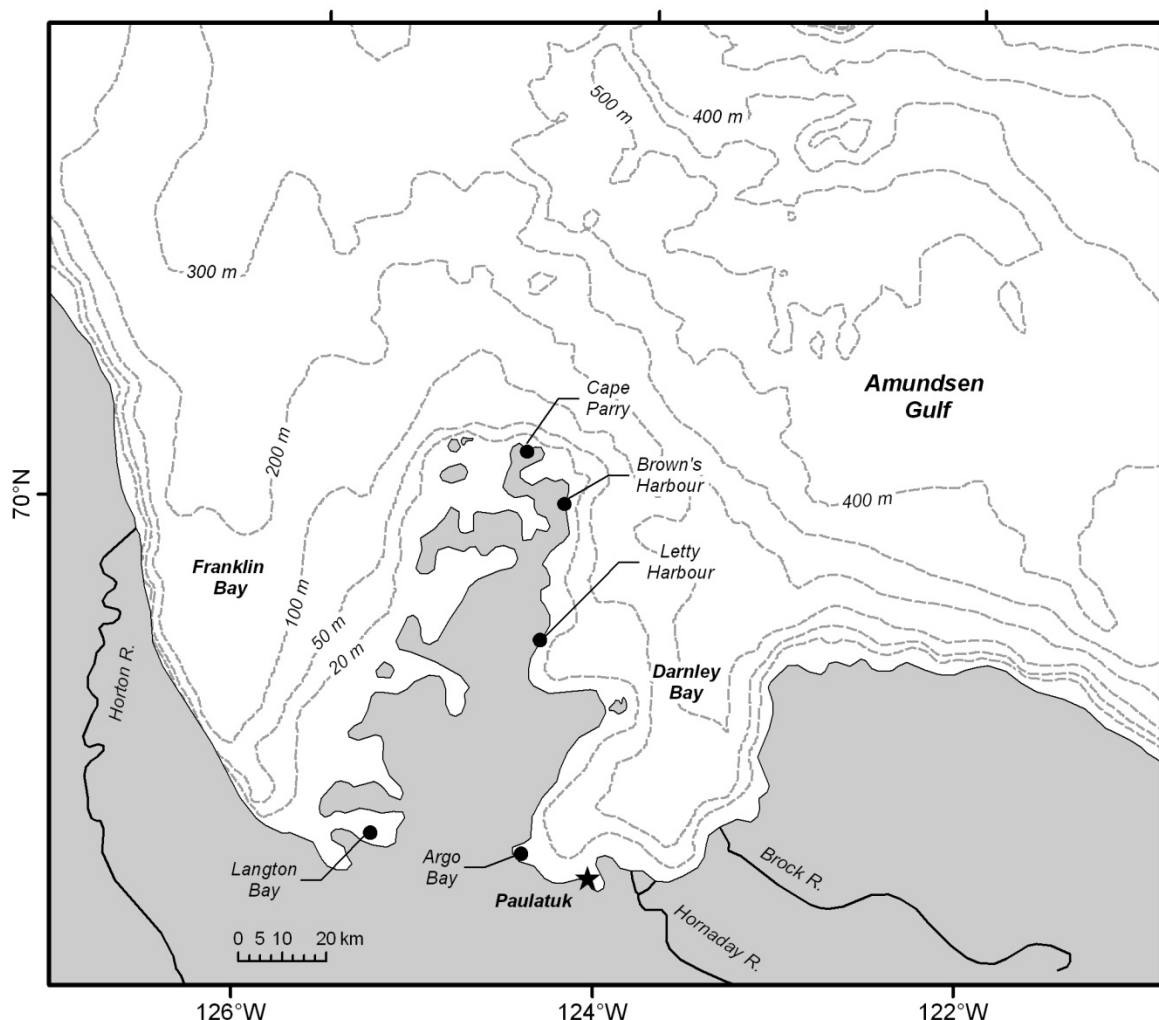 500 m
400 m
300 m
Amundsen
Gulf
Cape
Parry
200 m
Brown's
Harbour
70°N
400 m
Franklin
Bay
Letty
Harbour
100 m
50 m
20 m
Horton R.
Darnley
Bay
Langton
Bay
Argo
Bay
Paulatuk
Brock R.
Hornaday R.
0 5 10 20 km
126°W
124°W
122°W